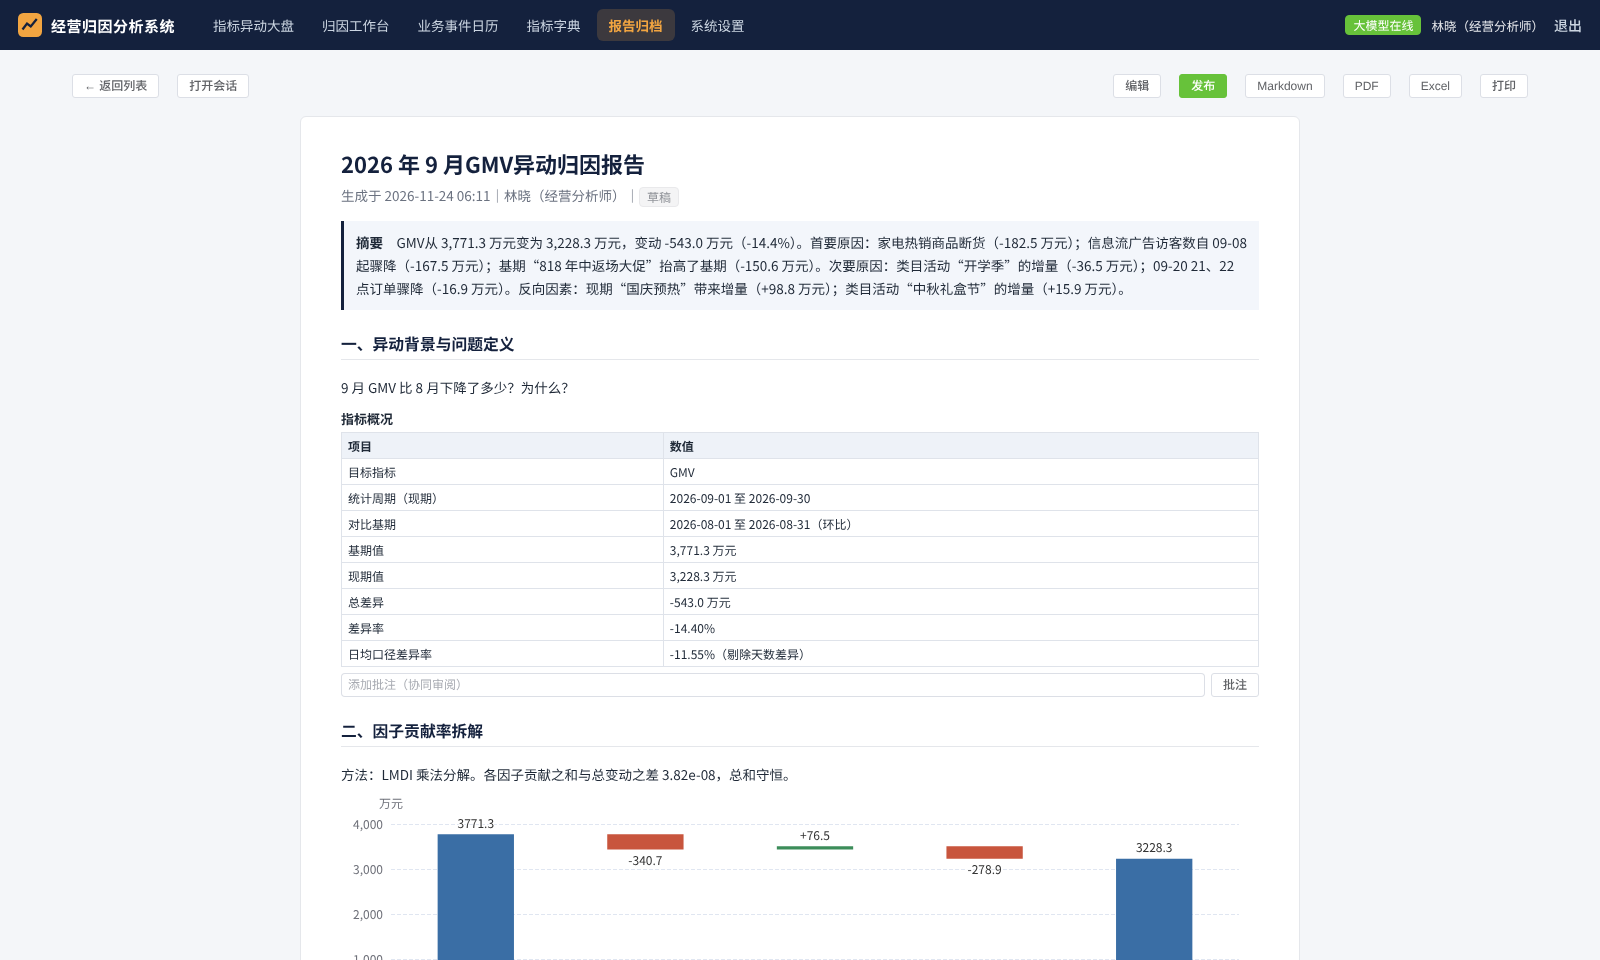 经营归因分析系统
指标异动大盘 归因工作台 业务事件日历 指标字典 报告归档 系统设置
大模型在线 林晓（经营分析师） 退出
← 返回列表 打开会话 编辑 发布 Markdown PDF Excel 打印
2026 年 9 月GMV异动归因报告
生成于 2026-11-24 06:11｜林晓（经营分析师）｜草稿
摘要 GMV从 3,771.3 万元变为 3,228.3 万元，变动 -543.0 万元（-14.4%）。首要原因：家电热销商品断货（-182.5 万元）；信息流广告访客数自 09-08
起骤降（-167.5 万元）；基期“818 年中返场大促”抬高了基期（-150.6 万元）。次要原因：类目活动“开学季”的增量（-36.5 万元）；09-20 21、22
点订单骤降（-16.9 万元）。反向因素：现期“国庆预热”带来增量（+98.8 万元）；类目活动“中秋礼盒节”的增量（+15.9 万元）。
一、异动背景与问题定义
9 月 GMV 比 8 月下降了多少？为什么？
指标概况
项目 数值
目标指标 GMV
统计周期（现期） 2026-09-01 至 2026-09-30
对比基期 2026-08-01 至 2026-08-31（环比）
基期值 3,771.3 万元
现期值 3,228.3 万元
总差异 -543.0 万元
差异率 -14.40%
日均口径差异率 -11.55%（剔除天数差异）
添加批注（协同审阅） 批注
二、因子贡献率拆解
方法：LMDI 乘法分解。各因子贡献之和与总变动之差 3.82e-08，总和守恒。
万元
4,000 3771.3 +76.5
3228.3
-340.7
3,000 -278.9
2,000
1,000